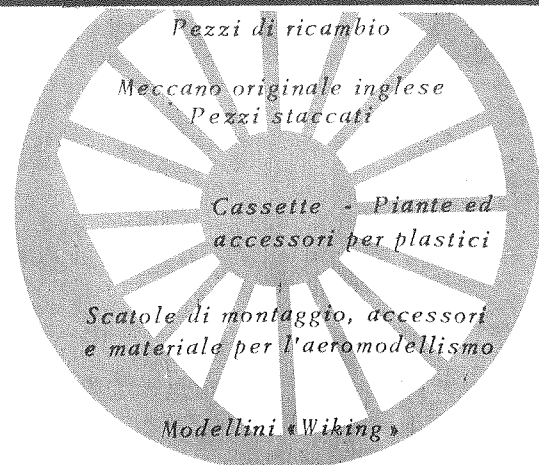 Pezzi di ricambio
Meccano originale inglese
Pezzi staccati
Cassette - Piante ed
accessori per plastici
Scatole di montaggio, accessori
e materiale per l'aeromodellismo
Modellini «Wiking»